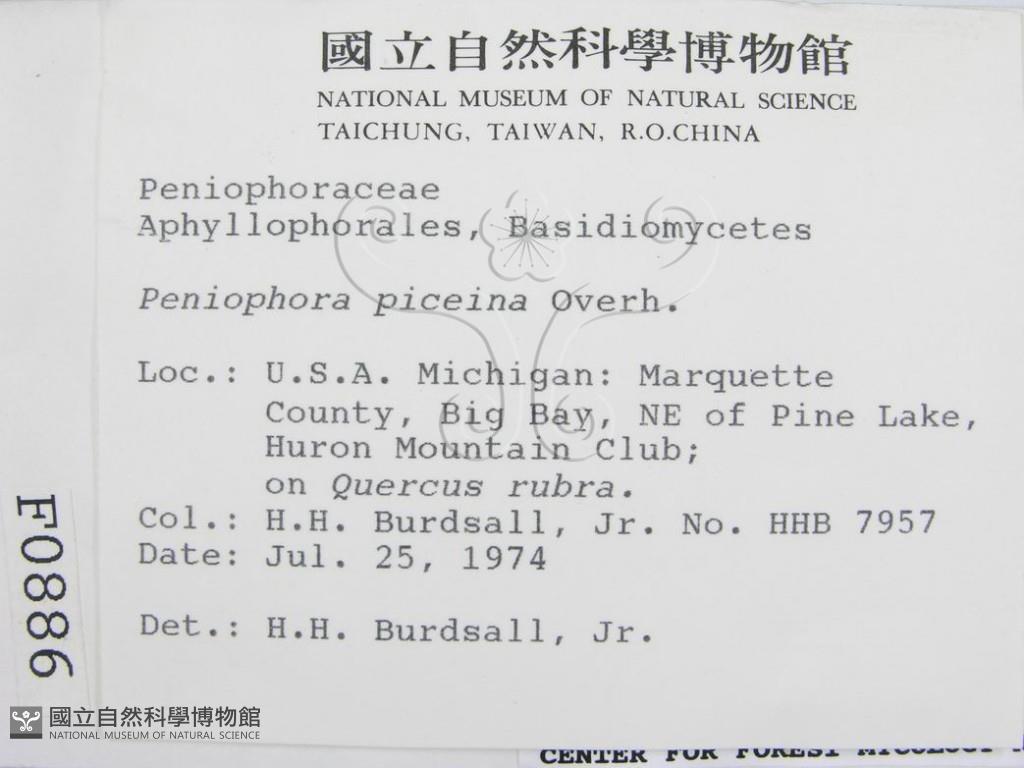 國立自然科學博物館
NATIONAL MUSEUM OF NATURAL SCIENCE
TAICHUNG, TAIWAN, R.O.CHINA
Peniophoraceae
Aphyllophorales, Basidiomycetes
Peniophora piceina Overh.
Loc.: U.S.A. Michigan: Marquette
County, Big Bay, NE of Pine Lake,
Huron Mountain Club;
on Quercus rubra.
Col.: H.H. Burdsall, Jr. No. HHB 7957
Date: Jul. 25, 1974
Det.: H.H. Burdsall, Jr.
F0886
國立自然科學博物館
NATIONAL MUSEUM OF NATURAL SCIENCE
CENTER FOR FOREST MYCOLOGY